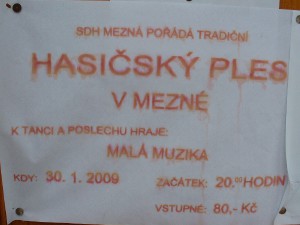 SDH MEZNÁ POŘÁDÁ TRADIČNÍ
HASIČSKÝ PLES
V MEZNÉ
K TANCI A POSLECHU HRAJE:
MALÁ MUZIKA
KDY: 30. 1. 2009 ZAČÁTEK: 20,00 HODIN
VSTUPNÉ: 80,- Kč